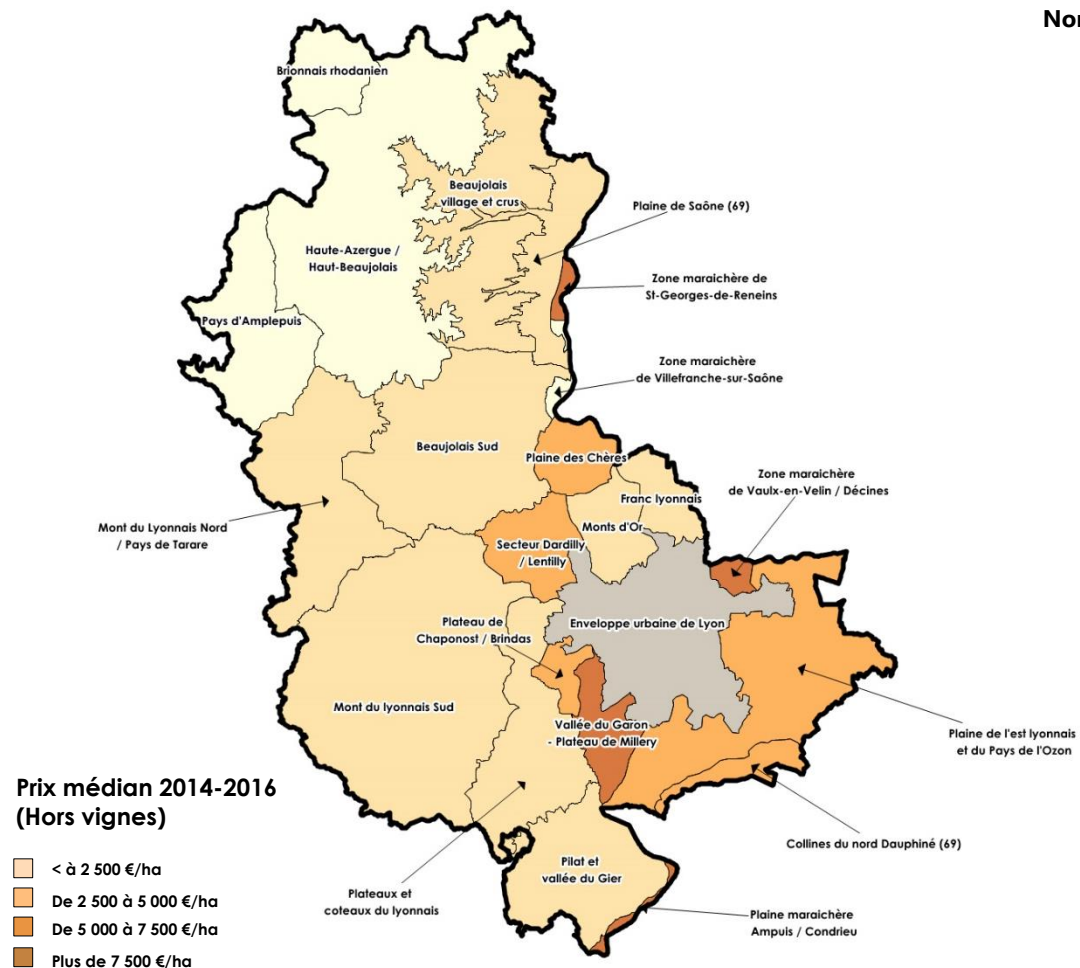 Nor
Brionnais rhodanien
Beaujolais
village et crus
Plaine de Saône (69)
Haute-Azergue /
Haut-Beaujolais
Zone maraichère de
St-Georges-de-Reneins
Pays d'Amplepuis
Zone maraichère
de Villefranche-sur-Saône
Beaujolais Sud
Plaine des Chères
Zone maraichère
de Vaulx-en-Velin / Décines
Franc lyonnais
Mont du Lyonnais Nord
/ Pays de Tarare
Monts d'Or
Secteur Dardilly
/ Lentilly
Plateau de
Chaponost / Brindas
Enveloppe urbaine de Lyon
Mont du lyonnais Sud
Vallée du Garon
- Plateau de Millery
Plaine de l'est lyonnais
et du Pays de l'Ozon
Collines du nord Dauphiné (69)
Pilat et
vallée du Gier
Plateaux et
coteaux du lyonnais
Plaine maraichère
Ampuis / Condrieu
Prix médian 2014-2016
(Hors vignes)
< à 2 500 €/ha
De 2 500 à 5 000 €/ha
De 5 000 à 7 500 €/ha
Plus de 7 500 €/ha